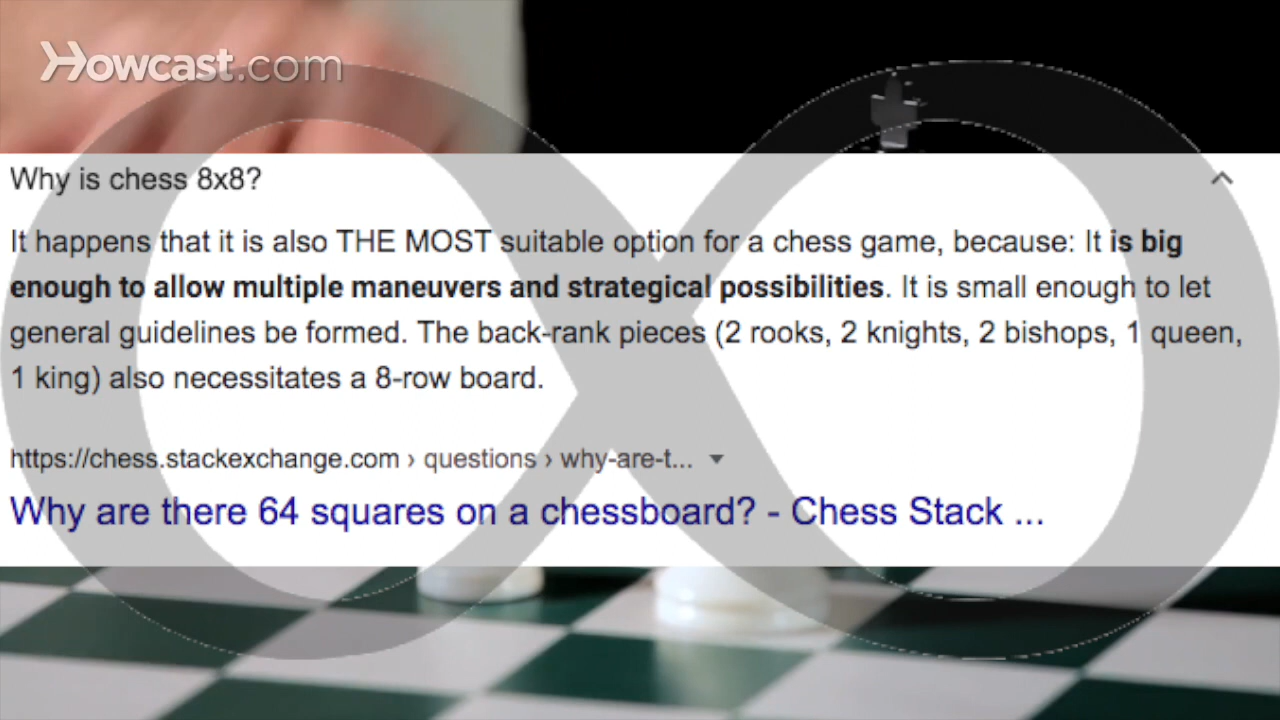 Howcast.com
Why is chess 8x8?
It happens that it is also THE MOST suitable option for a chess game, because: It is big
enough to allow multiple maneuvers and strategical possibilities. It is small enough to let
general guidelines be formed. The back-rank pieces (2 rooks, 2 knights, 2 bishops, 1 queen,
1 king) also necessitates a 8-row board.
https://chess.stackexchange.com › questions › why-are-t...
Why are there 64 squares on a chessboard? - Chess Stack ...